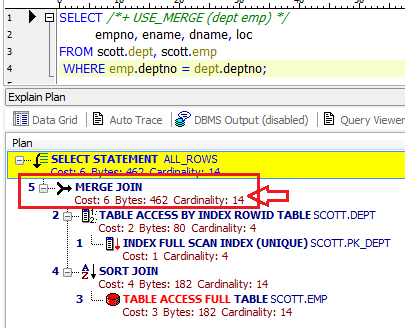 1 SELECT /*+ USE_MERGE (dept emp) */
empno, ename, dname, loc
3 FROM scott.dept, scott.emp
4 WHERE emp.deptno = dept.deptno;
Explain Plan
Data Grid Auto Trace DBMS Output (disabled) Query Viewer
Plan
SELECT STATEMENT ALL_ROWS
Cost: 6 Bytes: 462 Cardinality: 14
5 MERGE JOIN
Cost: 6 Bytes: 462 Cardinality: 14
2 TABLE ACCESS BY INDEX ROWID TABLE SCOTT.DEPT
Cost: 2 Bytes: 80 Cardinality: 4
1 INDEX FULL SCAN INDEX (UNIQUE) SCOTT.PK_DEPT
Cost: 1 Cardinality: 4
4 SORT JOIN
Cost: 4 Bytes: 182 Cardinality: 14
3 TABLE ACCESS FULL TABLE SCOTT.EMP
Cost: 3 Bytes: 182 Cardinality: 14